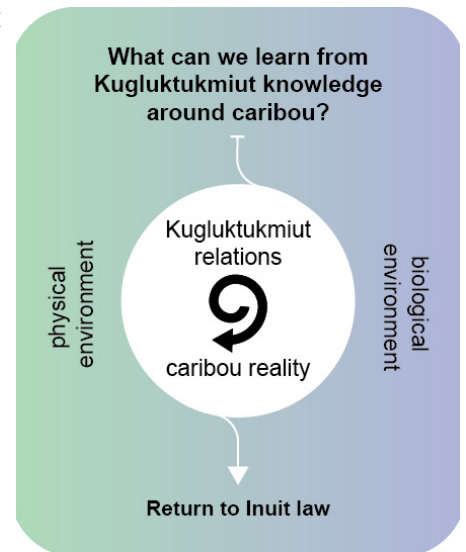 What can we learn from
Kugluktukmiut knowledge
around caribou?
Kugluktukmiut
relations
physical
environment
biological
environment
caribou reality
Return to Inuit law